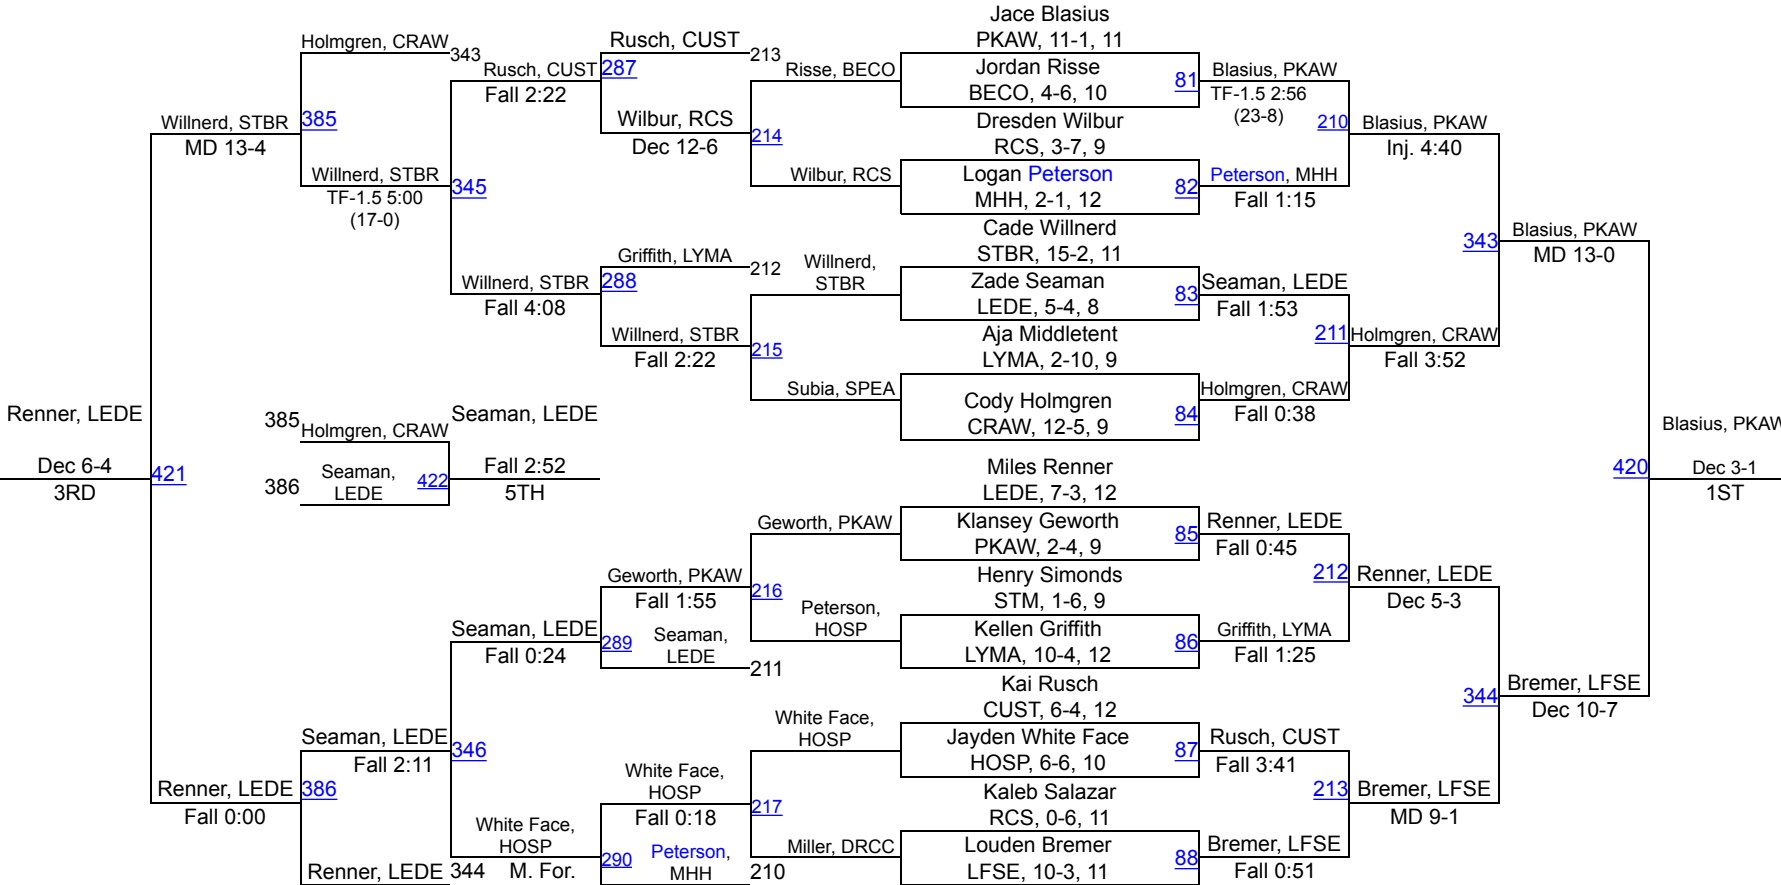 Jace Blasius
PKAW, 11-1, 11
Jordan Risse
BECO, 4-6, 10
Dresden Wilbur
RCS, 3-7, 9
Logan Peterson
MHH, 2-1, 12
Cade Willnerd
STBR, 15-2, 11
Zade Seaman
LEDE, 5-4, 8
Aja Middletent
LYMA, 2-10, 9
Cody Holmgren
CRAW, 12-5, 9
Miles Renner
LEDE, 7-3, 12
Klansey Geworth
PKAW, 2-4, 9
Henry Simonds
STM, 1-6, 9
Kellen Griffith
LYMA, 10-4, 12
Kai Rusch
CUST, 6-4, 12
Jayden White Face
HOSP, 6-6, 10
Kaleb Salazar
RCS, 0-6, 11
Louden Bremer
LFSE, 10-3, 11
81
82
83
84
85
86
87
88
Blasius, PKAW
TF-1.5 2:56
(23-8)
Peterson, MHH
Fall 1:15
Seaman, LEDE
Fall 1:53
Holmgren, CRAW
Fall 0:38
Renner, LEDE
Fall 0:45
Griffith, LYMA
Fall 1:25
Rusch, CUST
Fall 3:41
Bremer, LFSE
Fall 0:51
210
211
212
213
Blasius, PKAW
Inj. 4:40
Holmgren, CRAW
Fall 3:52
Renner, LEDE
Dec 5-3
Bremer, LFSE
MD 9-1
343
344
Blasius, PKAW
MD 13-0
Bremer, LFSE
Dec 10-7
420
Blasius, PKAW
Dec 3-1
1ST
Risse, BECO
Wilbur, RCS
Willnerd,
STBR
Subia, SPEA
Geworth, PKAW
Peterson,
HOSP
White Face,
HOSP
Miller, DRCC
214
215
216
217
Rusch, CUST
213
Wilbur, RCS
Dec 12-6
Griffith, LYMA
212
Willnerd, STBR
Fall 2:22
Geworth, PKAW
Fall 1:55
Seaman,
LEDE
211
White Face,
HOSP
Fall 0:18
Peterson,
MHH
210
287
288
289
290
Rusch, CUST
Fall 2:22
Willnerd, STBR
Fall 4:08
Seaman, LEDE
Fall 0:24
White Face,
HOSP
M. For.
345
346
Holmgren, CRAW
343
Willnerd, STBR
TF-1.5 5:00
(17-0)
Seaman, LEDE
Fall 2:11
Renner, LEDE
344
385
386
Willnerd, STBR
MD 13-4
Renner, LEDE
Fall 0:00
421
Renner, LEDE
Dec 6-4
3RD
385
Holmgren, CRAW
386
Seaman,
LEDE
422
Seaman, LEDE
Fall 2:52
5TH